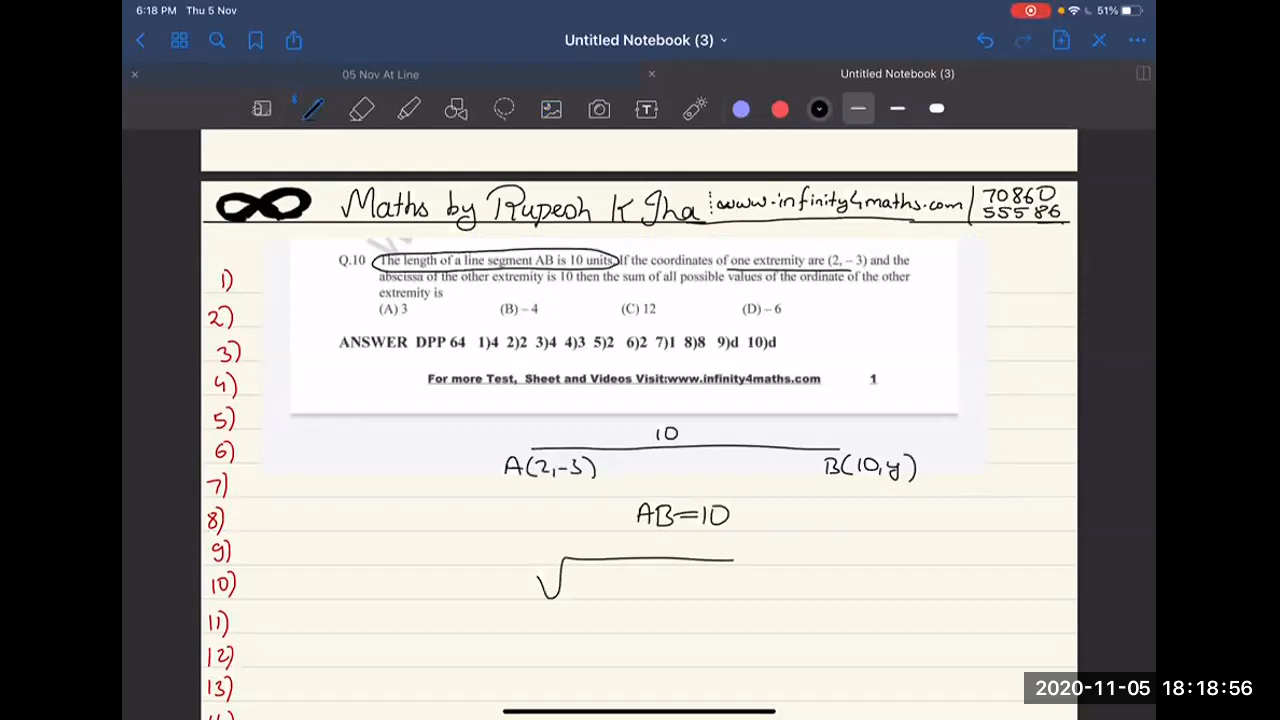 6:18 PM Thu 5 Nov
51%
Untitled Notebook (3)
05 Nov At Line
Untitled Notebook (3)
Maths by Rupesh K Jha www.infinity4maths.com / 70860
55586
Q.10 The length of a line segment AB is 10 units. If the coordinates of one extremity are (2, – 3) and the
abscissa of the other extremity is 10 then the sum of all possible values of the ordinate of the other
extremity is
(A) 3 (B) – 4 (C) 12 (D) – 6
ANSWER DPP 64 1)4 2)2 3)4 4)3 5)2 6)2 7)1 8)8 9)d 10)d
For more Test, Sheet and Videos Visit:www.infinity4maths.com 1
1)
2)
3)
4)
5)
6)
7)
8)
9)
10)
11)
12)
13)
10
A(2,-3) B(10,y)
AB=10
√
2020-11-05 18:18:56